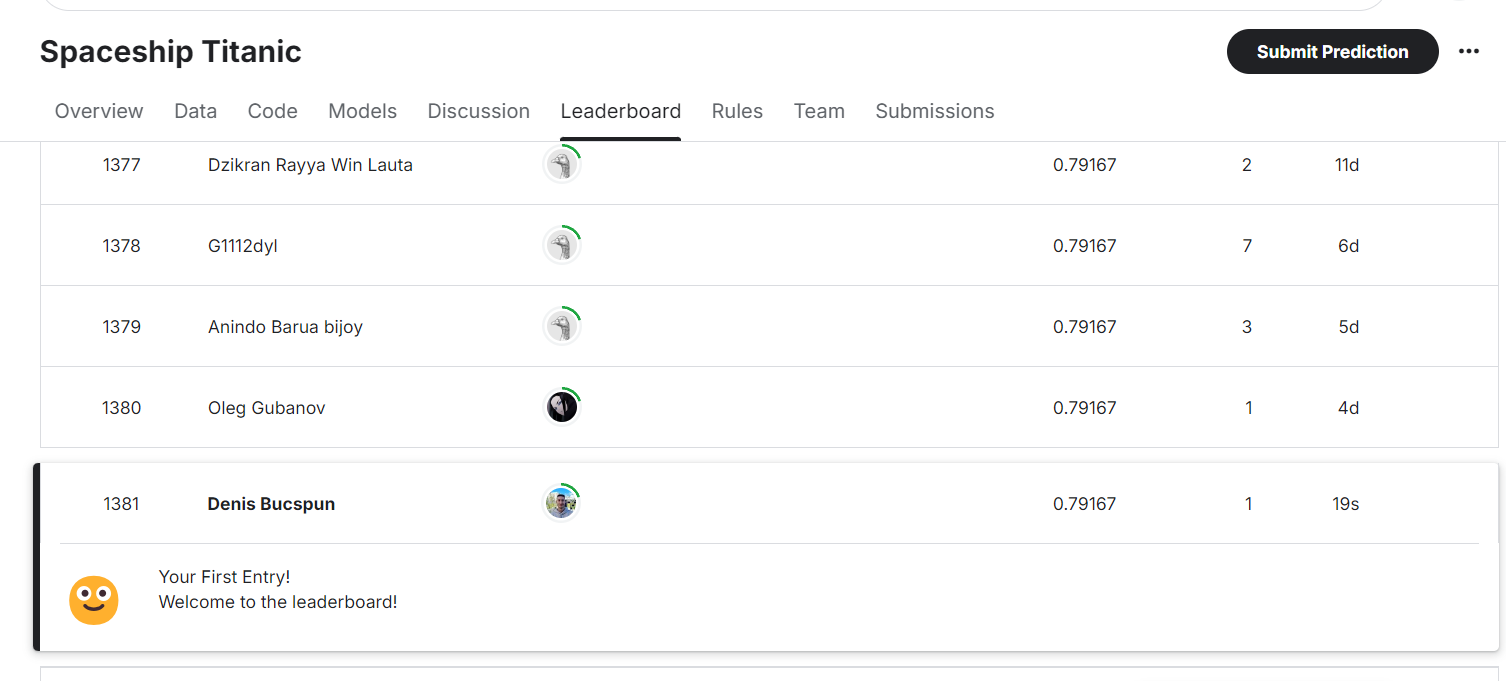 Spaceship Titanic
Submit Prediction
Overview Data Code Models Discussion Leaderboard Rules Team Submissions
1377 Dzikran Rayya Win Lauta 0.79167 2 11d
1378 G1112dyl 0.79167 7 6d
1379 Anindo Barua bijoy 0.79167 3 5d
1380 Oleg Gubanov 0.79167 1 4d
1381 Denis Bucspun 0.79167 1 19s
Your First Entry!
Welcome to the leaderboard!